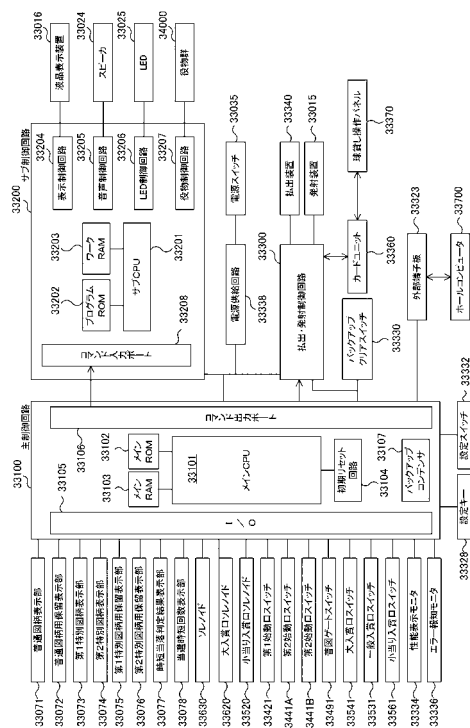 33016
液晶表示装置
33024
スピーカ
33025
LED
34000
役物群
33200
サブ制御回路
33204
表示制御回路
33205
音声制御回路
33206
LED制御回路
33207
役物制御回路
33203
ワーク
RAM
33202
プログラム
ROM
33201
サブCPU
33208
コマンド入力ポート
33035
電源スイッチ
33338
電源供給回路
33340
払出装置
33015
発射装置
33300
払出・発射制御回路
33370
球貸し操作パネル
33360
カードユニット
33330
バックアップ
クリアスイッチ
33323
外部端子板
33700
ホールコンピュータ
33100
主制御回路
33106
コマンド出力ポート
33102
メイン
ROM
33103
メイン
RAM
33101
メインCPU
33104
初期リセット
回路
33107
バックアップ
コンデンサ
33105
I/O
33332
設定スイッチ
33328
設定キー
33071
普通図柄表示部
33072
普通図柄用保留表示部
33073
第1特別図柄表示部
33074
第2特別図柄表示部
33075
第1特別図柄用保留表示部
33076
第2特別図柄用保留表示部
33077
時短当落判定結果表示部
33078
当選時短回数表示部
33630
ソレノイド
33620
大入賞口ソレノイド
33520
小当り入賞口ソレノイド
33421
第1始動口スイッチ
33441A
第2始動口スイッチ
33441B
第2始動口スイッチ
33491
普図ゲートスイッチ
33541
大入賞口スイッチ
33531
一般入賞口スイッチ
33561
小当り入賞口スイッチ
33334
性能表示モニタ
33336
エラー報知モニタ